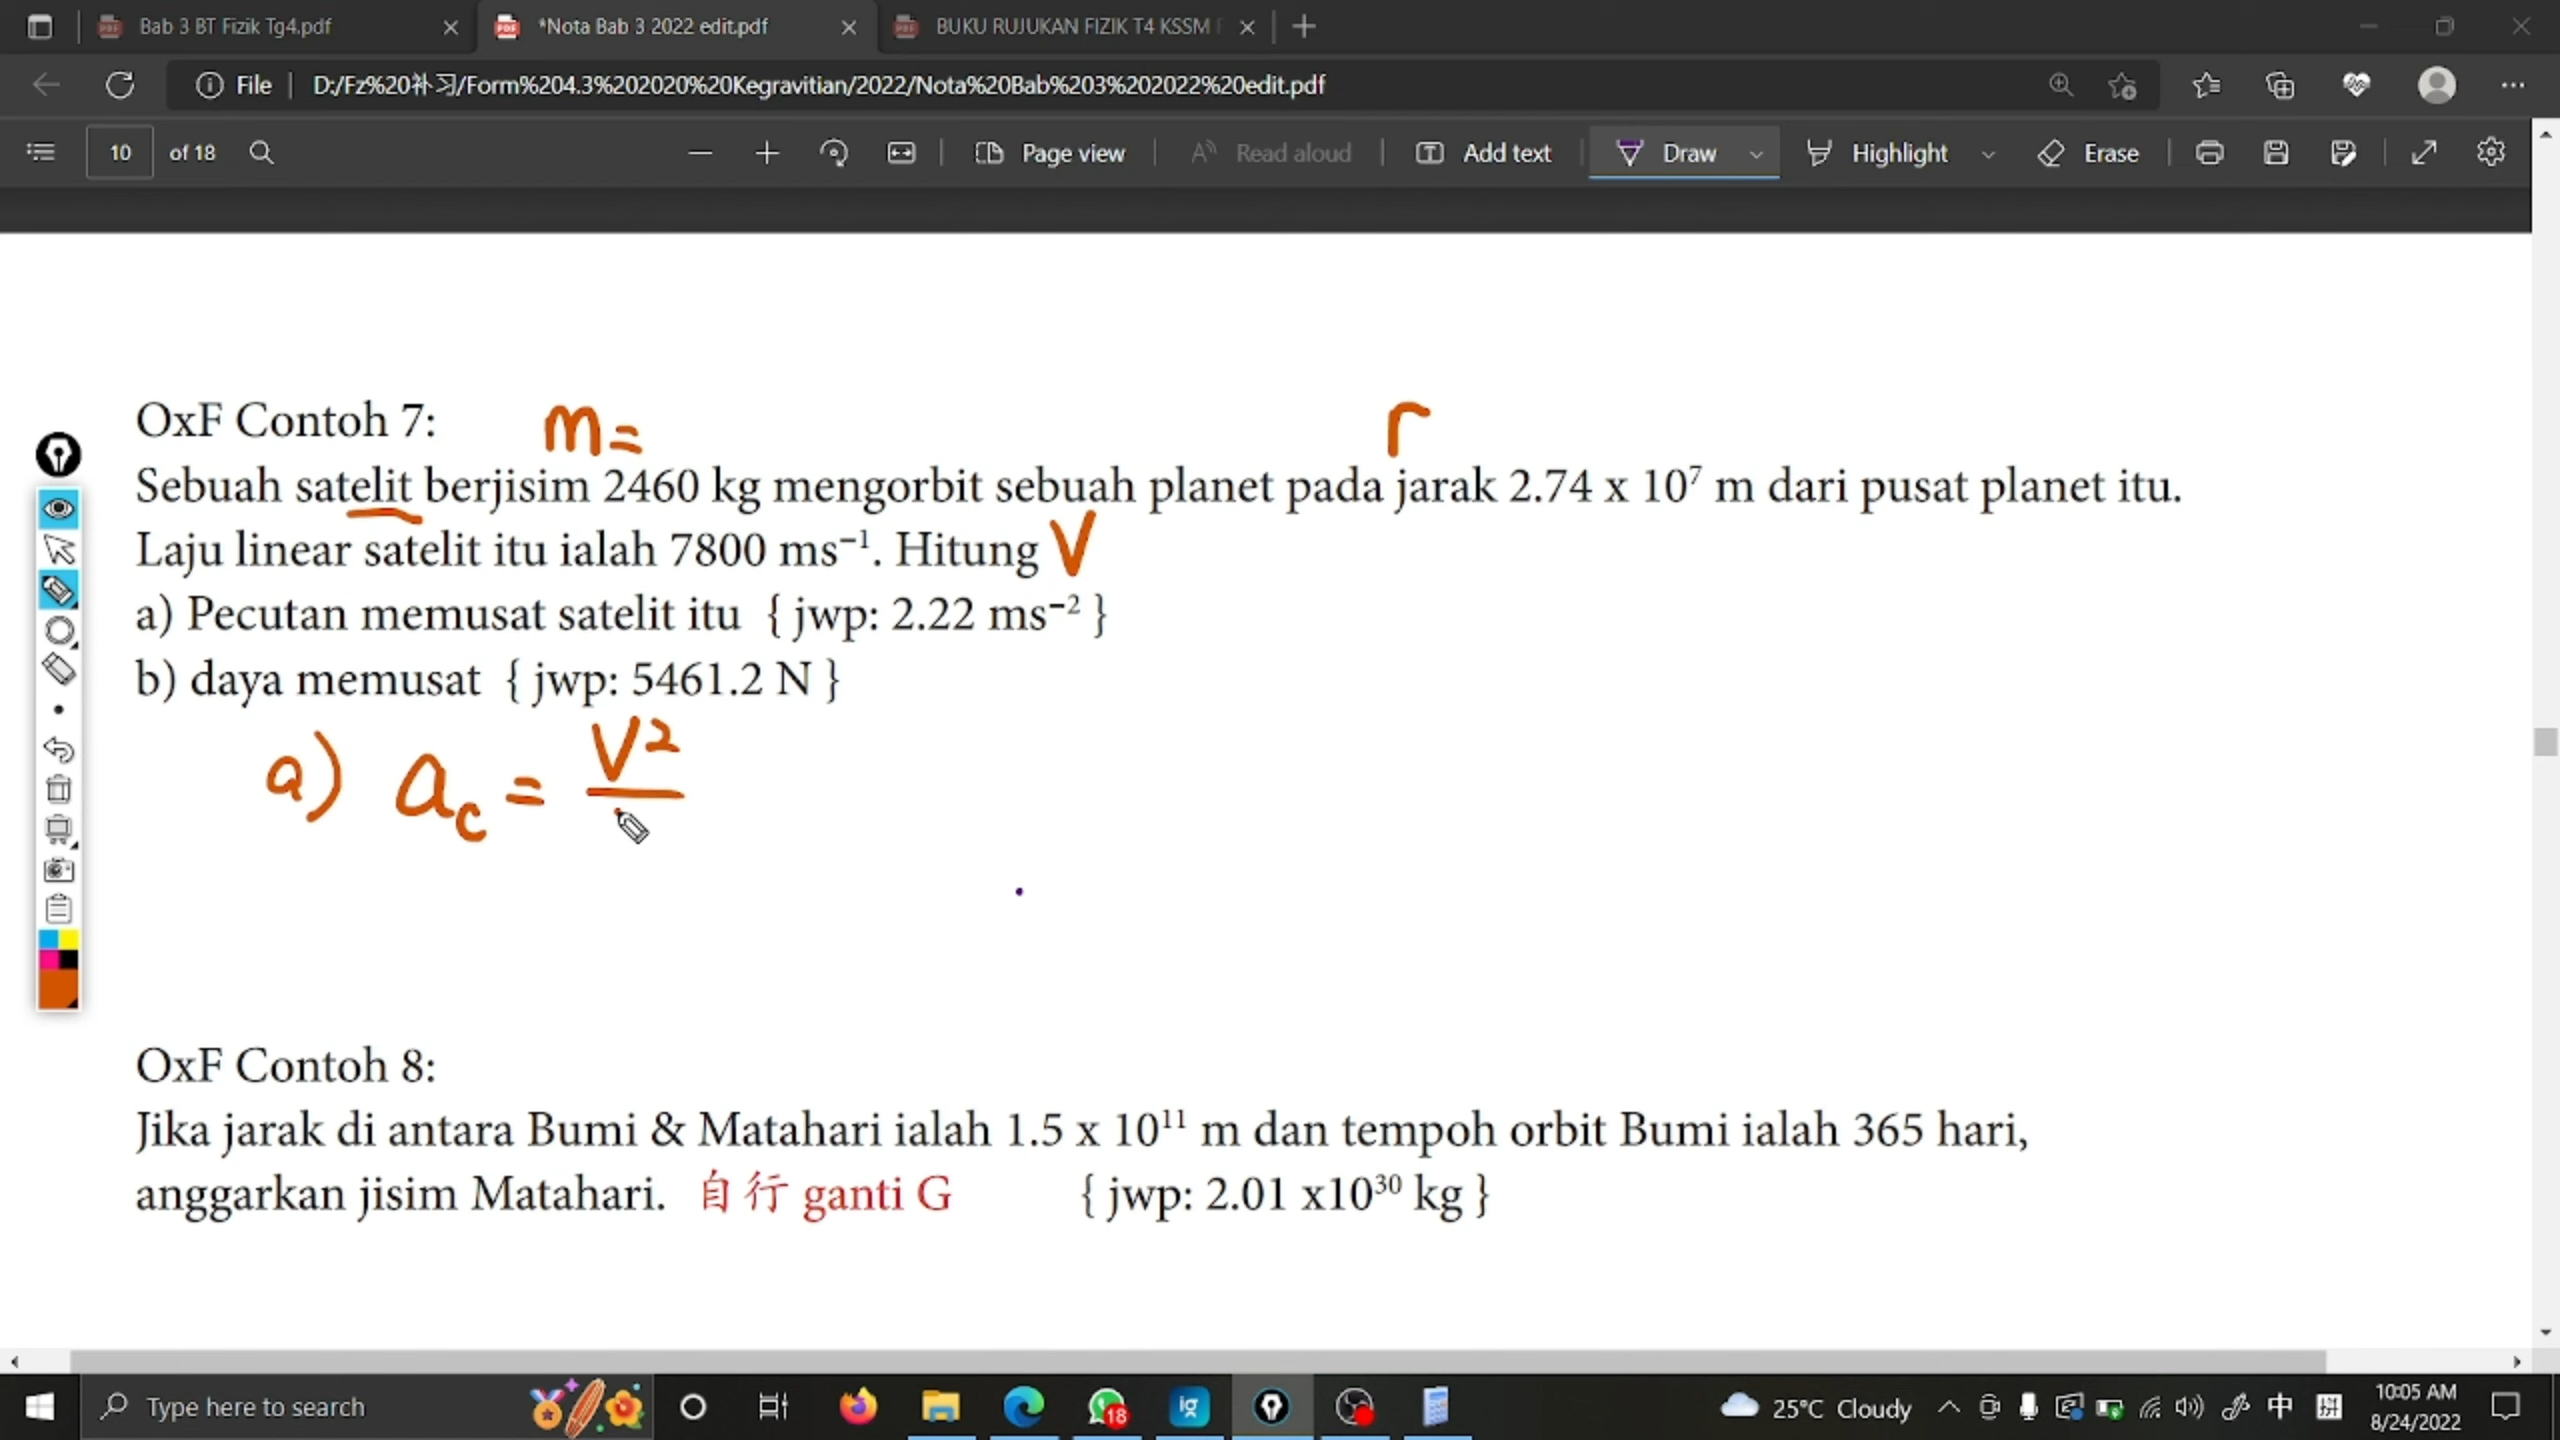 Bab 3 BT Fizik Tg4.pdf
*Nota Bab 3 2022 edit.pdf
BUKU RUJUKAN FIZIK T4 KSSM
File
D:/Fz%20补习/Form%204.3%202020%20Kegravitian/2022/Nota%20Bab%203%202022%20edit.pdf
10 of 18
Page view
Read aloud
Add text
Draw
Highlight
Erase
OxF Contoh 7:
m=
r
Sebuah satelit berjisim 2460 kg mengorbit sebuah planet pada jarak 2.74 x 10⁷ m dari pusat planet itu.
Laju linear satelit itu ialah 7800 ms⁻¹. Hitung V
a) Pecutan memusat satelit itu { jwp: 2.22 ms⁻² }
b) daya memusat { jwp: 5461.2 N }
a) ac = V²
OxF Contoh 8:
Jika jarak di antara Bumi & Matahari ialah 1.5 x 10¹¹ m dan tempoh orbit Bumi ialah 365 hari,
anggarkan jisim Matahari. 自行 ganti G { jwp: 2.01 x10³⁰ kg }
Type here to search
18
ig
25°C Cloudy
中
拼
10:05 AM
8/24/2022